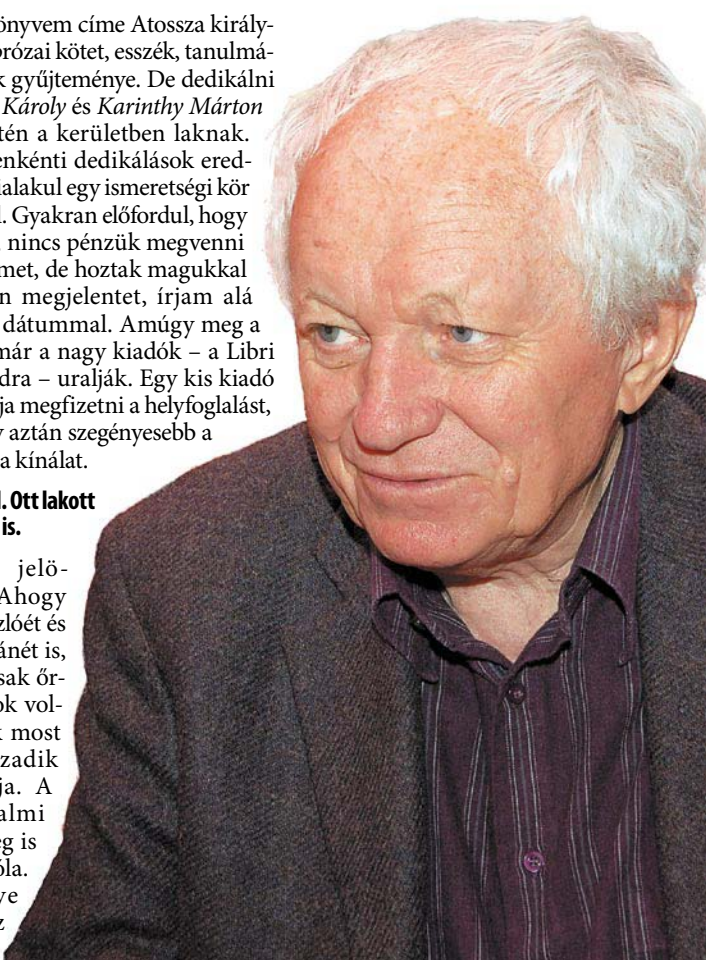 önyvem címe Atossza király-
prózai kötet, esszék, tanulmá-
k gyűjteménye. De dedikálni
Károly és Karinthy Márton
tén a kerületben laknak.
enkénti dedikálások ered-
ialakul egy ismeretségi kör
l. Gyakran előfordul, hogy
nincs pénzük megvenni
met, de hoztak magukkal
n megjelentet, írjam alá
dátummal. Amúgy meg a
már a nagy kiadók – a Libri
dra – uralják. Egy kis kiadó
ja megfizetni a helyfoglalást,
y aztán szegényesebb a
a kínálat.
l. Ott lakott
is.
jelö-
Ahogy
zlóét és
ánét is,
sak őr-
ok vol-
k most
zadik
ja. A
almi
eg is
óla.
ye
z